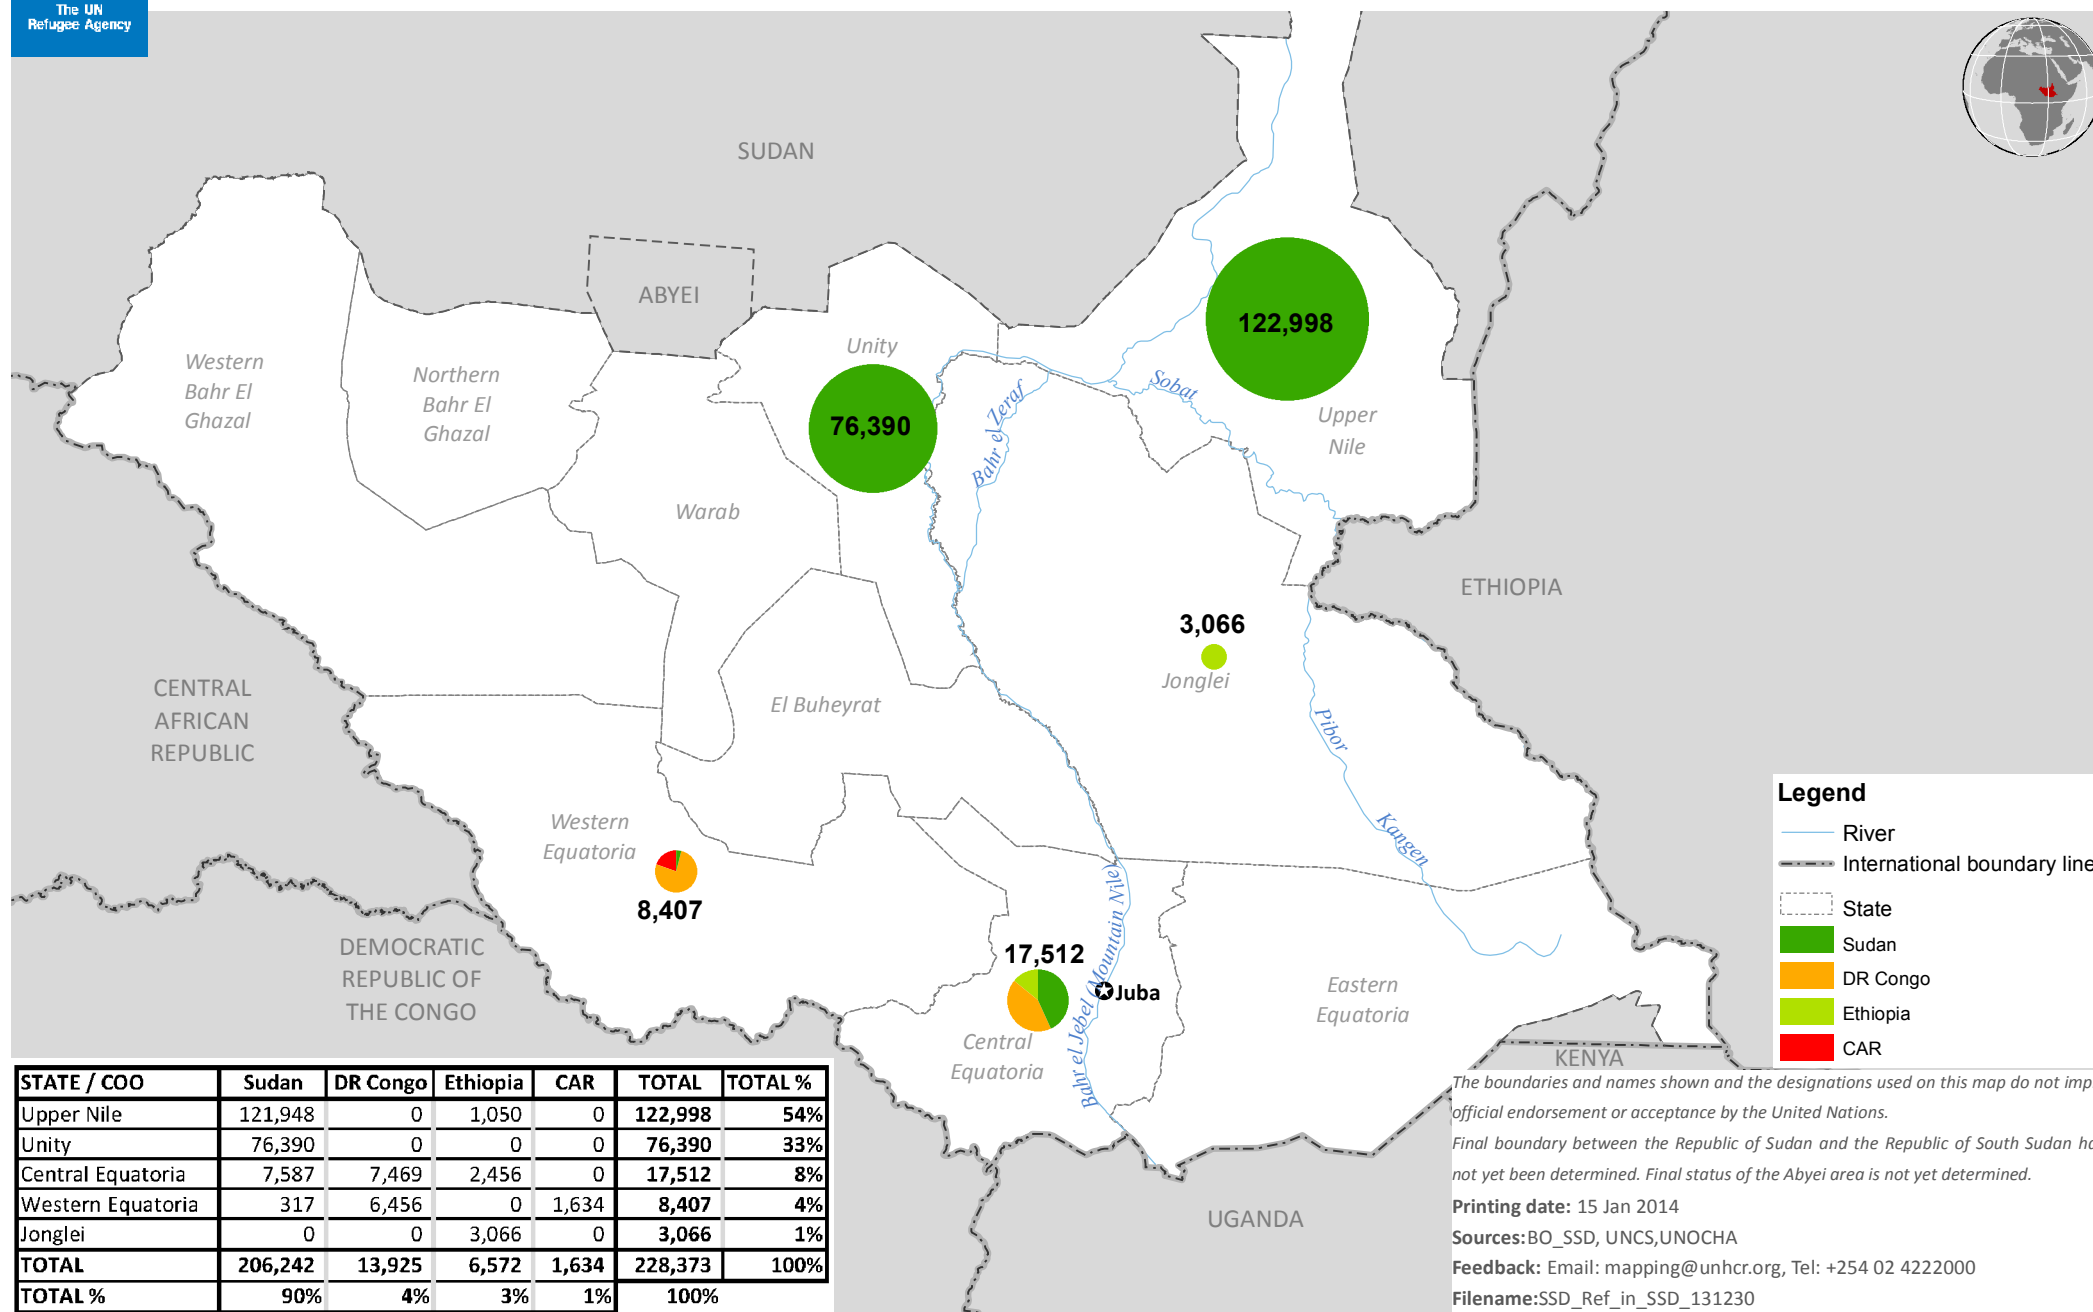 The UN
Refugee Agency
SUDAN
ABYEI
Western
Bahr El
Ghazal
Northern
Bahr El
Ghazal
Unity
76,390
122,998
Upper
Nile
Sobat
Bahr el Zeraf
Warab
ETHIOPIA
3,066
Jonglei
CENTRAL
AFRICAN
REPUBLIC
El Buheyrat
Pibor
Kangen
Western
Equatoria
8,407
DEMOCRATIC
REPUBLIC OF
THE CONGO
17,512
Juba
Bahr el Jebel (Mountain Nile)
Central
Equatoria
Eastern
Equatoria
KENYA
UGANDA
Legend
River
International boundary line
State
Sudan
DR Congo
Ethiopia
CAR
STATE / COO Sudan DR Congo Ethiopia CAR TOTAL TOTAL %
Upper Nile 121,948 0 1,050 0 122,998 54%
Unity 76,390 0 0 0 76,390 33%
Central Equatoria 7,587 7,469 2,456 0 17,512 8%
Western Equatoria 317 6,456 0 1,634 8,407 4%
Jonglei 0 0 3,066 0 3,066 1%
TOTAL 206,242 13,925 6,572 1,634 228,373 100%
TOTAL % 90% 4% 3% 1% 100%
The boundaries and names shown and the designations used on this map do not imp
official endorsement or acceptance by the United Nations.
Final boundary between the Republic of Sudan and the Republic of South Sudan ha
not yet been determined. Final status of the Abyei area is not yet determined.
Printing date: 15 Jan 2014
Sources:BO_SSD, UNCS,UNOCHA
Feedback: Email: mapping@unhcr.org, Tel: +254 02 4222000
Filename:SSD_Ref_in_SSD_131230